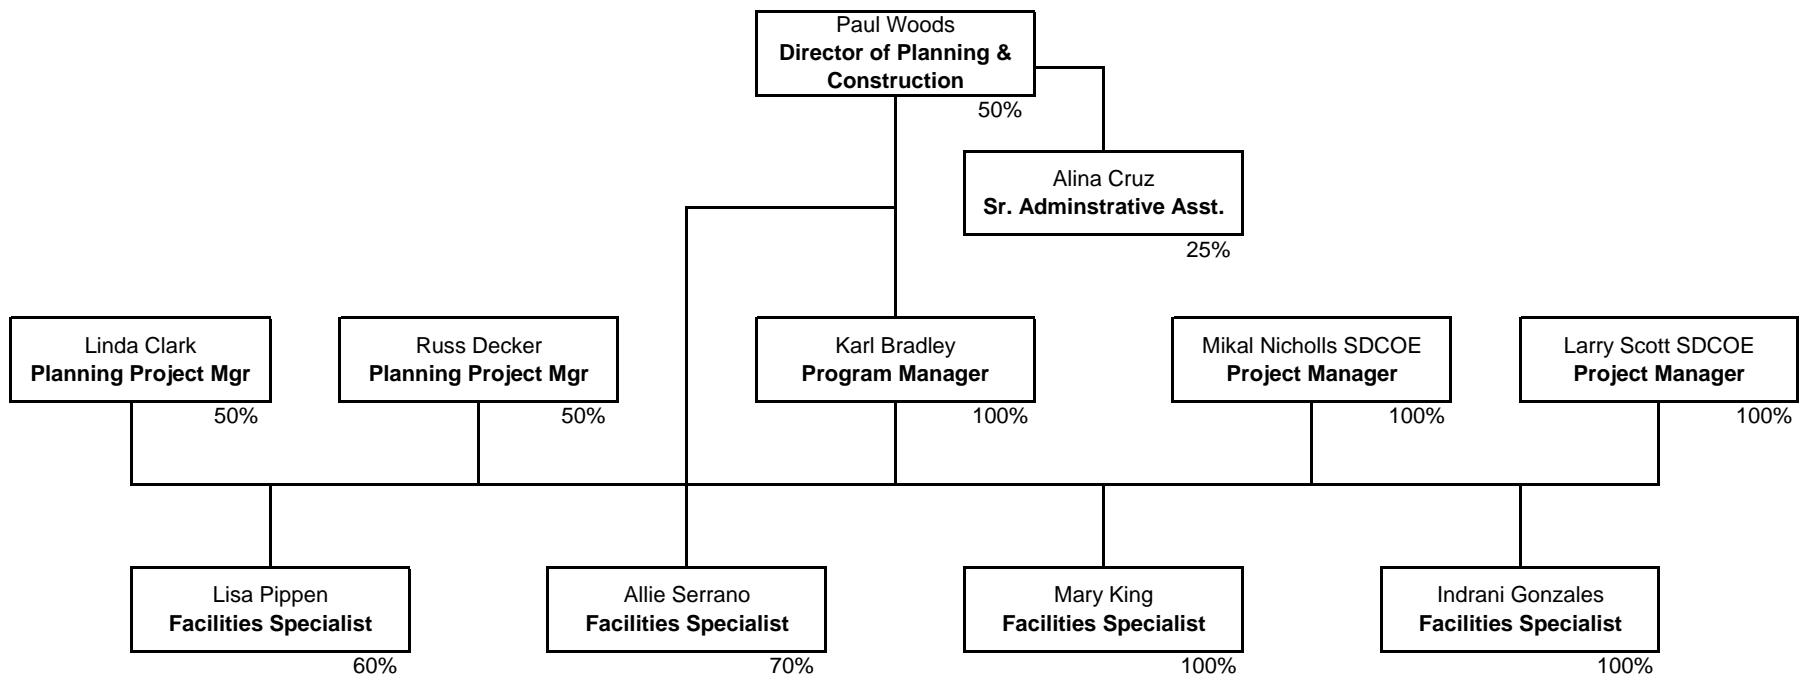 Paul Woods
Director of Planning &
Construction
50%
Alina Cruz
Sr. Adminstrative Asst.
25%
Linda Clark
Planning Project Mgr
50%
Russ Decker
Planning Project Mgr
50%
Karl Bradley
Program Manager
100%
Mikal Nicholls SDCOE
Project Manager
100%
Larry Scott SDCOE
Project Manager
100%
Lisa Pippen
Facilities Specialist
60%
Allie Serrano
Facilities Specialist
70%
Mary King
Facilities Specialist
100%
Indrani Gonzales
Facilities Specialist
100%